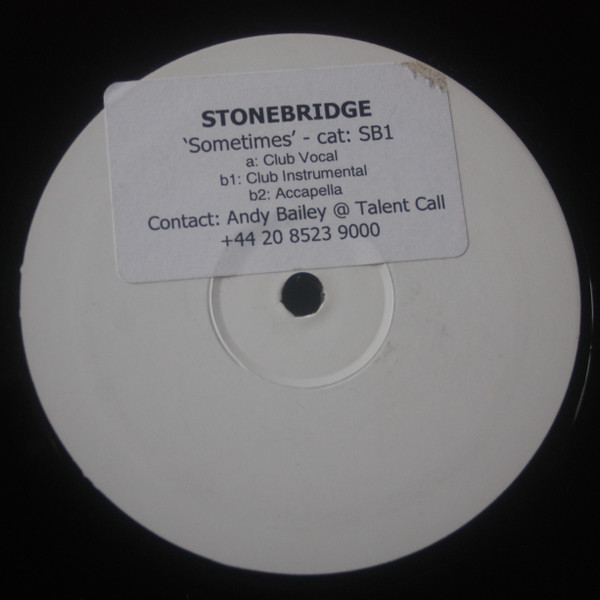 STONEBRIDGE
‘Sometimes’ - cat: SB1
a: Club Vocal
b1: Club Instrumental
b2: Accapella
Contact: Andy Bailey @ Talent Call
+44 20 8523 9000